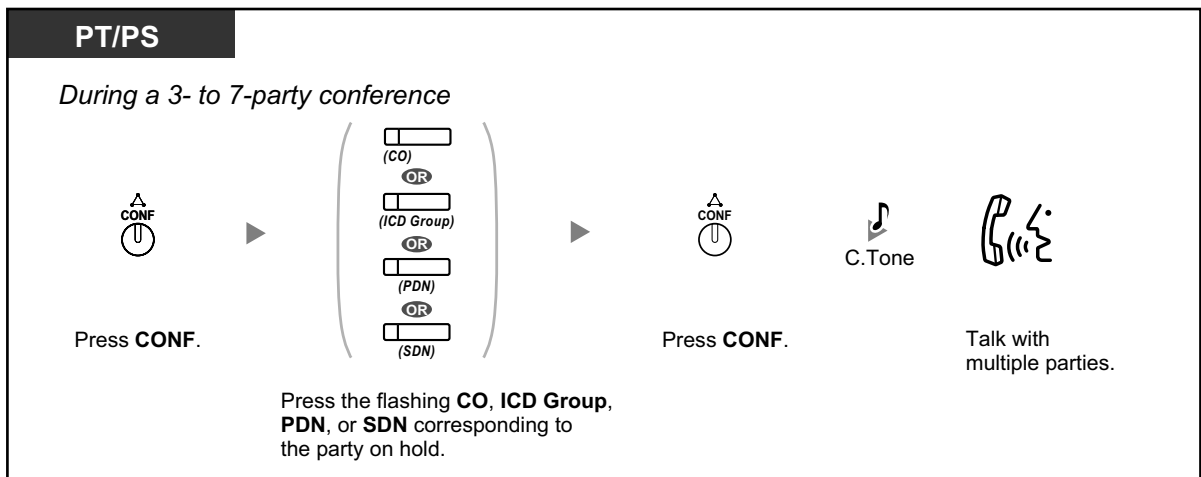 PT/PS
During a 3- to 7-party conference
CONF
Press CONF.
(CO)
OR
(ICD Group)
OR
(PDN)
OR
(SDN)
Press the flashing CO, ICD Group,
PDN, or SDN corresponding to
the party on hold.
CONF
Press CONF.
C.Tone
Talk with
multiple parties.